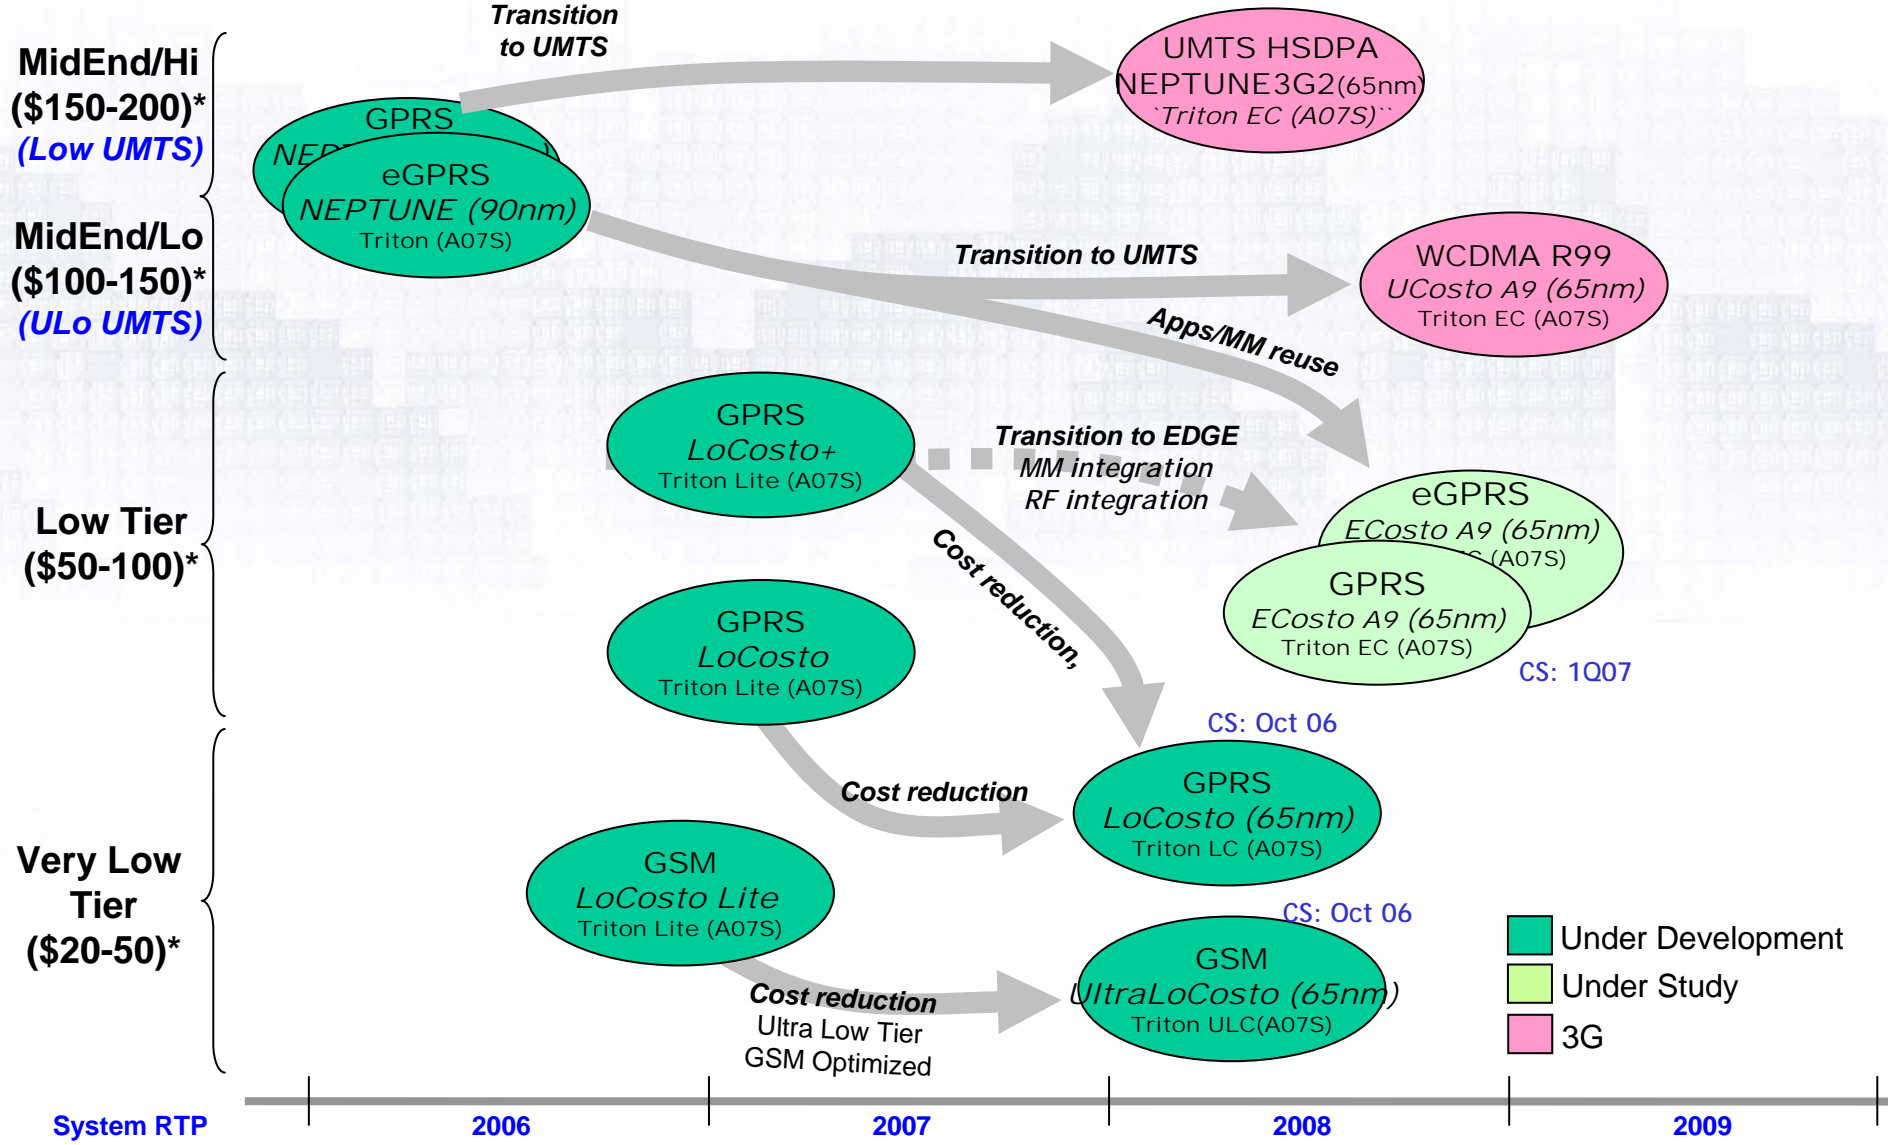 Transition
to UMTS
MidEnd/Hi
($150-200)*
(Low UMTS)
GPRS
eGPRS
NEPTUNE (90nm)
Triton (A07S)
UMTS HSDPA
NEPTUNE3G2(65nm)
`Triton EC (A07S)``
MidEnd/Lo
($100-150)*
(ULo UMTS)
Transition to UMTS
WCDMA R99
UCosto A9 (65nm)
Triton EC (A07S)
Apps/MM reuse
Low Tier
($50-100)*
GPRS
LoCosto+
Triton Lite (A07S)
Transition to EDGE
MM integration
RF integration
eGPRS
ECosto A9 (65nm)
(A07S)
GPRS
ECosto A9 (65nm)
Triton EC (A07S)
CS: 1Q07
Cost reduction,
GPRS
LoCosto
Triton Lite (A07S)
Cost reduction
CS: Oct 06
GPRS
LoCosto (65nm)
Triton LC (A07S)
Very Low
Tier
($20-50)*
GSM
LoCosto Lite
Triton Lite (A07S)
Cost reduction
Ultra Low Tier
GSM Optimized
CS: Oct 06
GSM
UltraLoCosto (65nm)
Triton ULC(A07S)
Under Development
Under Study
3G
System RTP
2006
2007
2008
2009